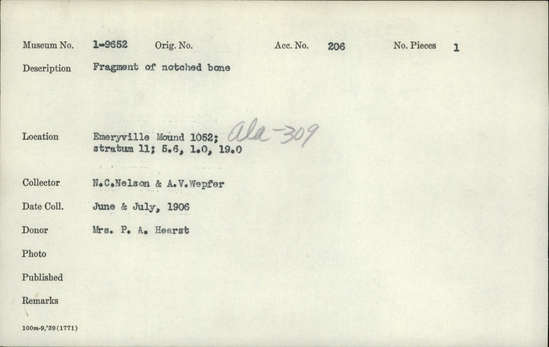 Museum No. 1-9652 Orig. No. Acc. No. 206 No. Pieces 1
Description Fragment of notched bone
Location Emeryville Mound 1052; Ala-309
stratum 11; 5.6, 1.0, 19.0
Collector N.C.Nelson & A.V.Wepfer
Date Coll. June & July, 1906
Donor Mrs. P. A. Hearst
Photo
Published
Remarks
100m-9,'39(1771)